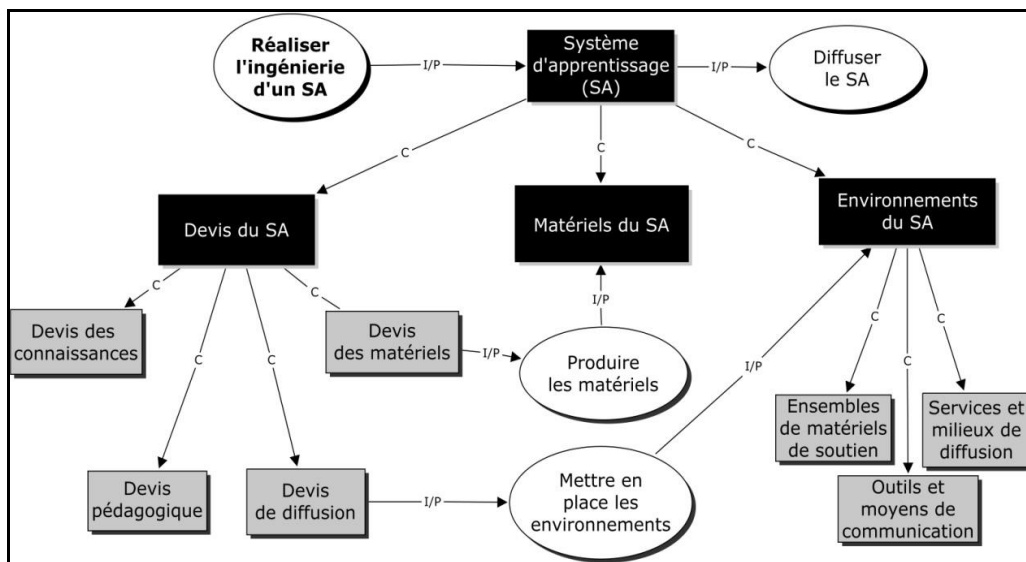 Réaliser
l'ingénierie
d'un SA
I/P
Système
d'apprentissage
(SA)
I/P
Diffuser
le SA
C
C
C
Devis du SA
Matériels du SA
Environnements
du SA
C
C
C
C
I/P
C
C
C
Devis des
connaissances
Devis
des matériels
I/P
Produire
les matériels
I/P
Ensembles
de matériels
de soutien
Services et
milieux de
diffusion
Devis
pédagogique
Devis
de diffusion
I/P
Mettre en
place les
environnements
Outils et
moyens de
communication